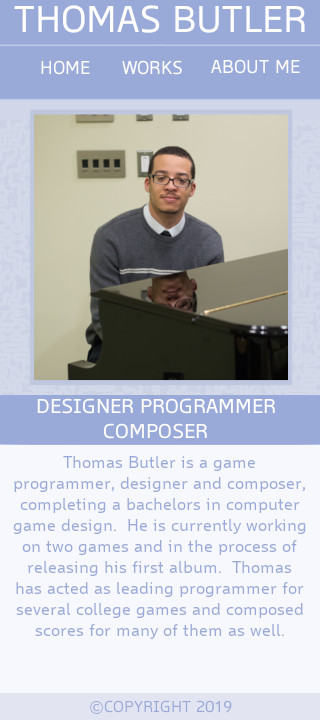 THOMAS BUTLER
HOME WORKS ABOUT ME
DESIGNER PROGRAMMER
COMPOSER
Thomas Butler is a game
programmer, designer and composer,
completing a bachelors in computer
game design.  He is currently working
on two games and in the process of
releasing his first album.  Thomas
has acted as leading programmer for
several college games and composed
scores for many of them as well.
©COPYRIGHT 2019